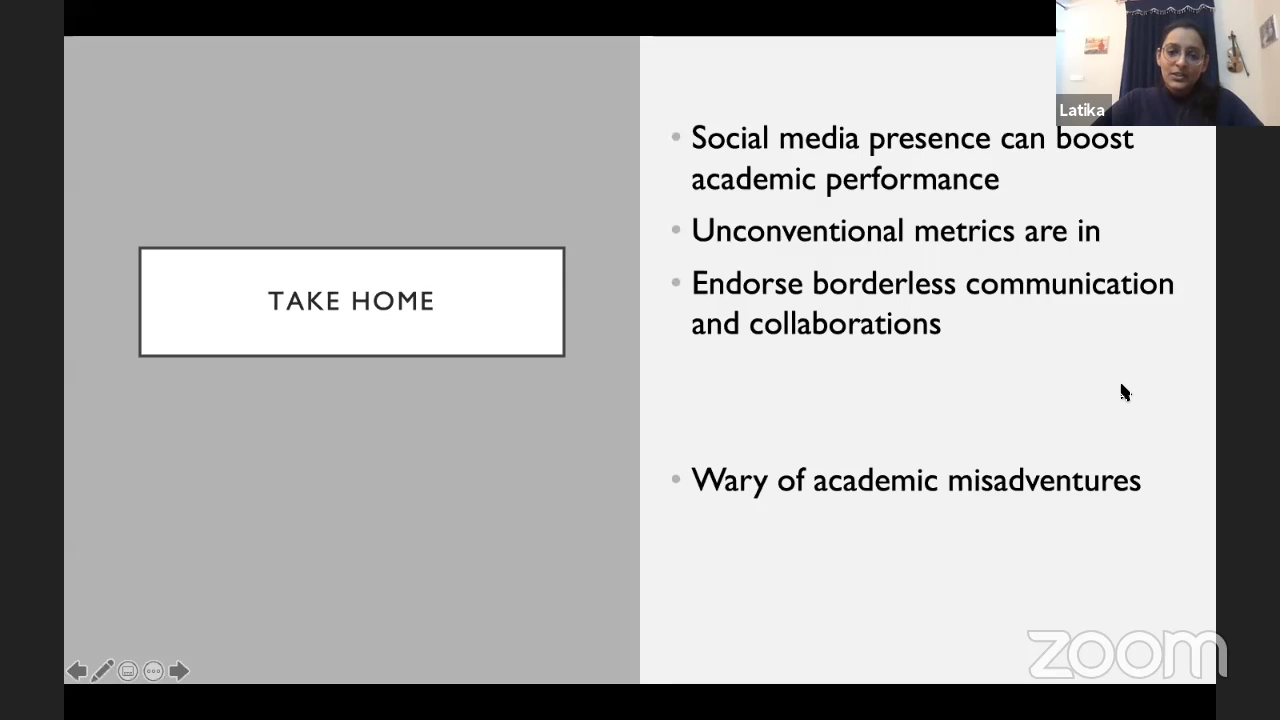 Latika
Social media presence can boost
academic performance
Unconventional metrics are in
Endorse borderless communication
and collaborations
TAKE HOME
Wary of academic misadventures
zoom